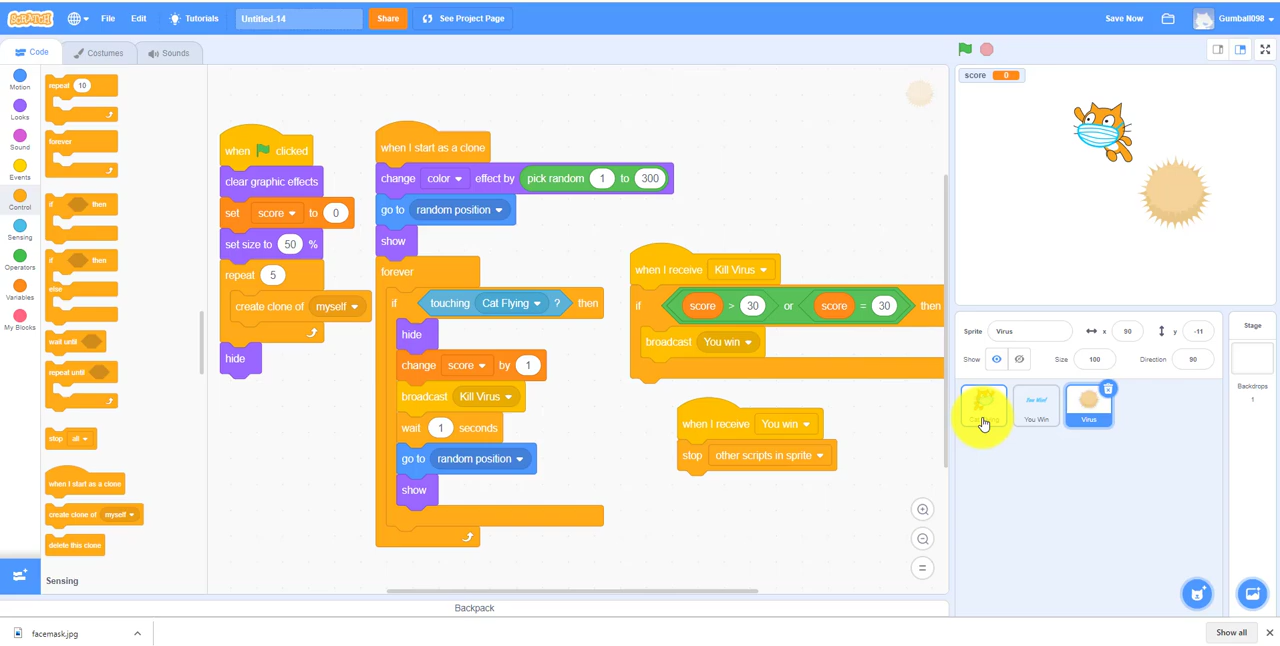 SCRATCH File Edit Tutorials Untitled-14 Share See Project Page Save Now Gumball098
Code Costumes Sounds
Motion
Looks
Sound
Events
Control
Sensing
Operators
Variables
My Blocks
repeat 10
forever
if then
if then
else
wait until
repeat until
stop all
when I start as a clone
create clone of myself
delete this clone
Sensing
when clicked
clear graphic effects
set score to 0
set size to 50 %
repeat 5
create clone of myself
hide
when I start as a clone
change color effect by pick random 1 to 300
go to random position
show
forever
if touching Cat Flying ? then
hide
change score by 1
broadcast Kill Virus
wait 1 seconds
go to random position
show
when I receive Kill Virus
if score > 30 or score = 30 then
broadcast You win
when I receive You win
stop other scripts in sprite
Backpack
score 0
Sprite Virus x 90 y -11
Show Size 100 Direction 90
You Win!
You Win
Virus
Stage
Backdrops
1
facemask.jpg Show all